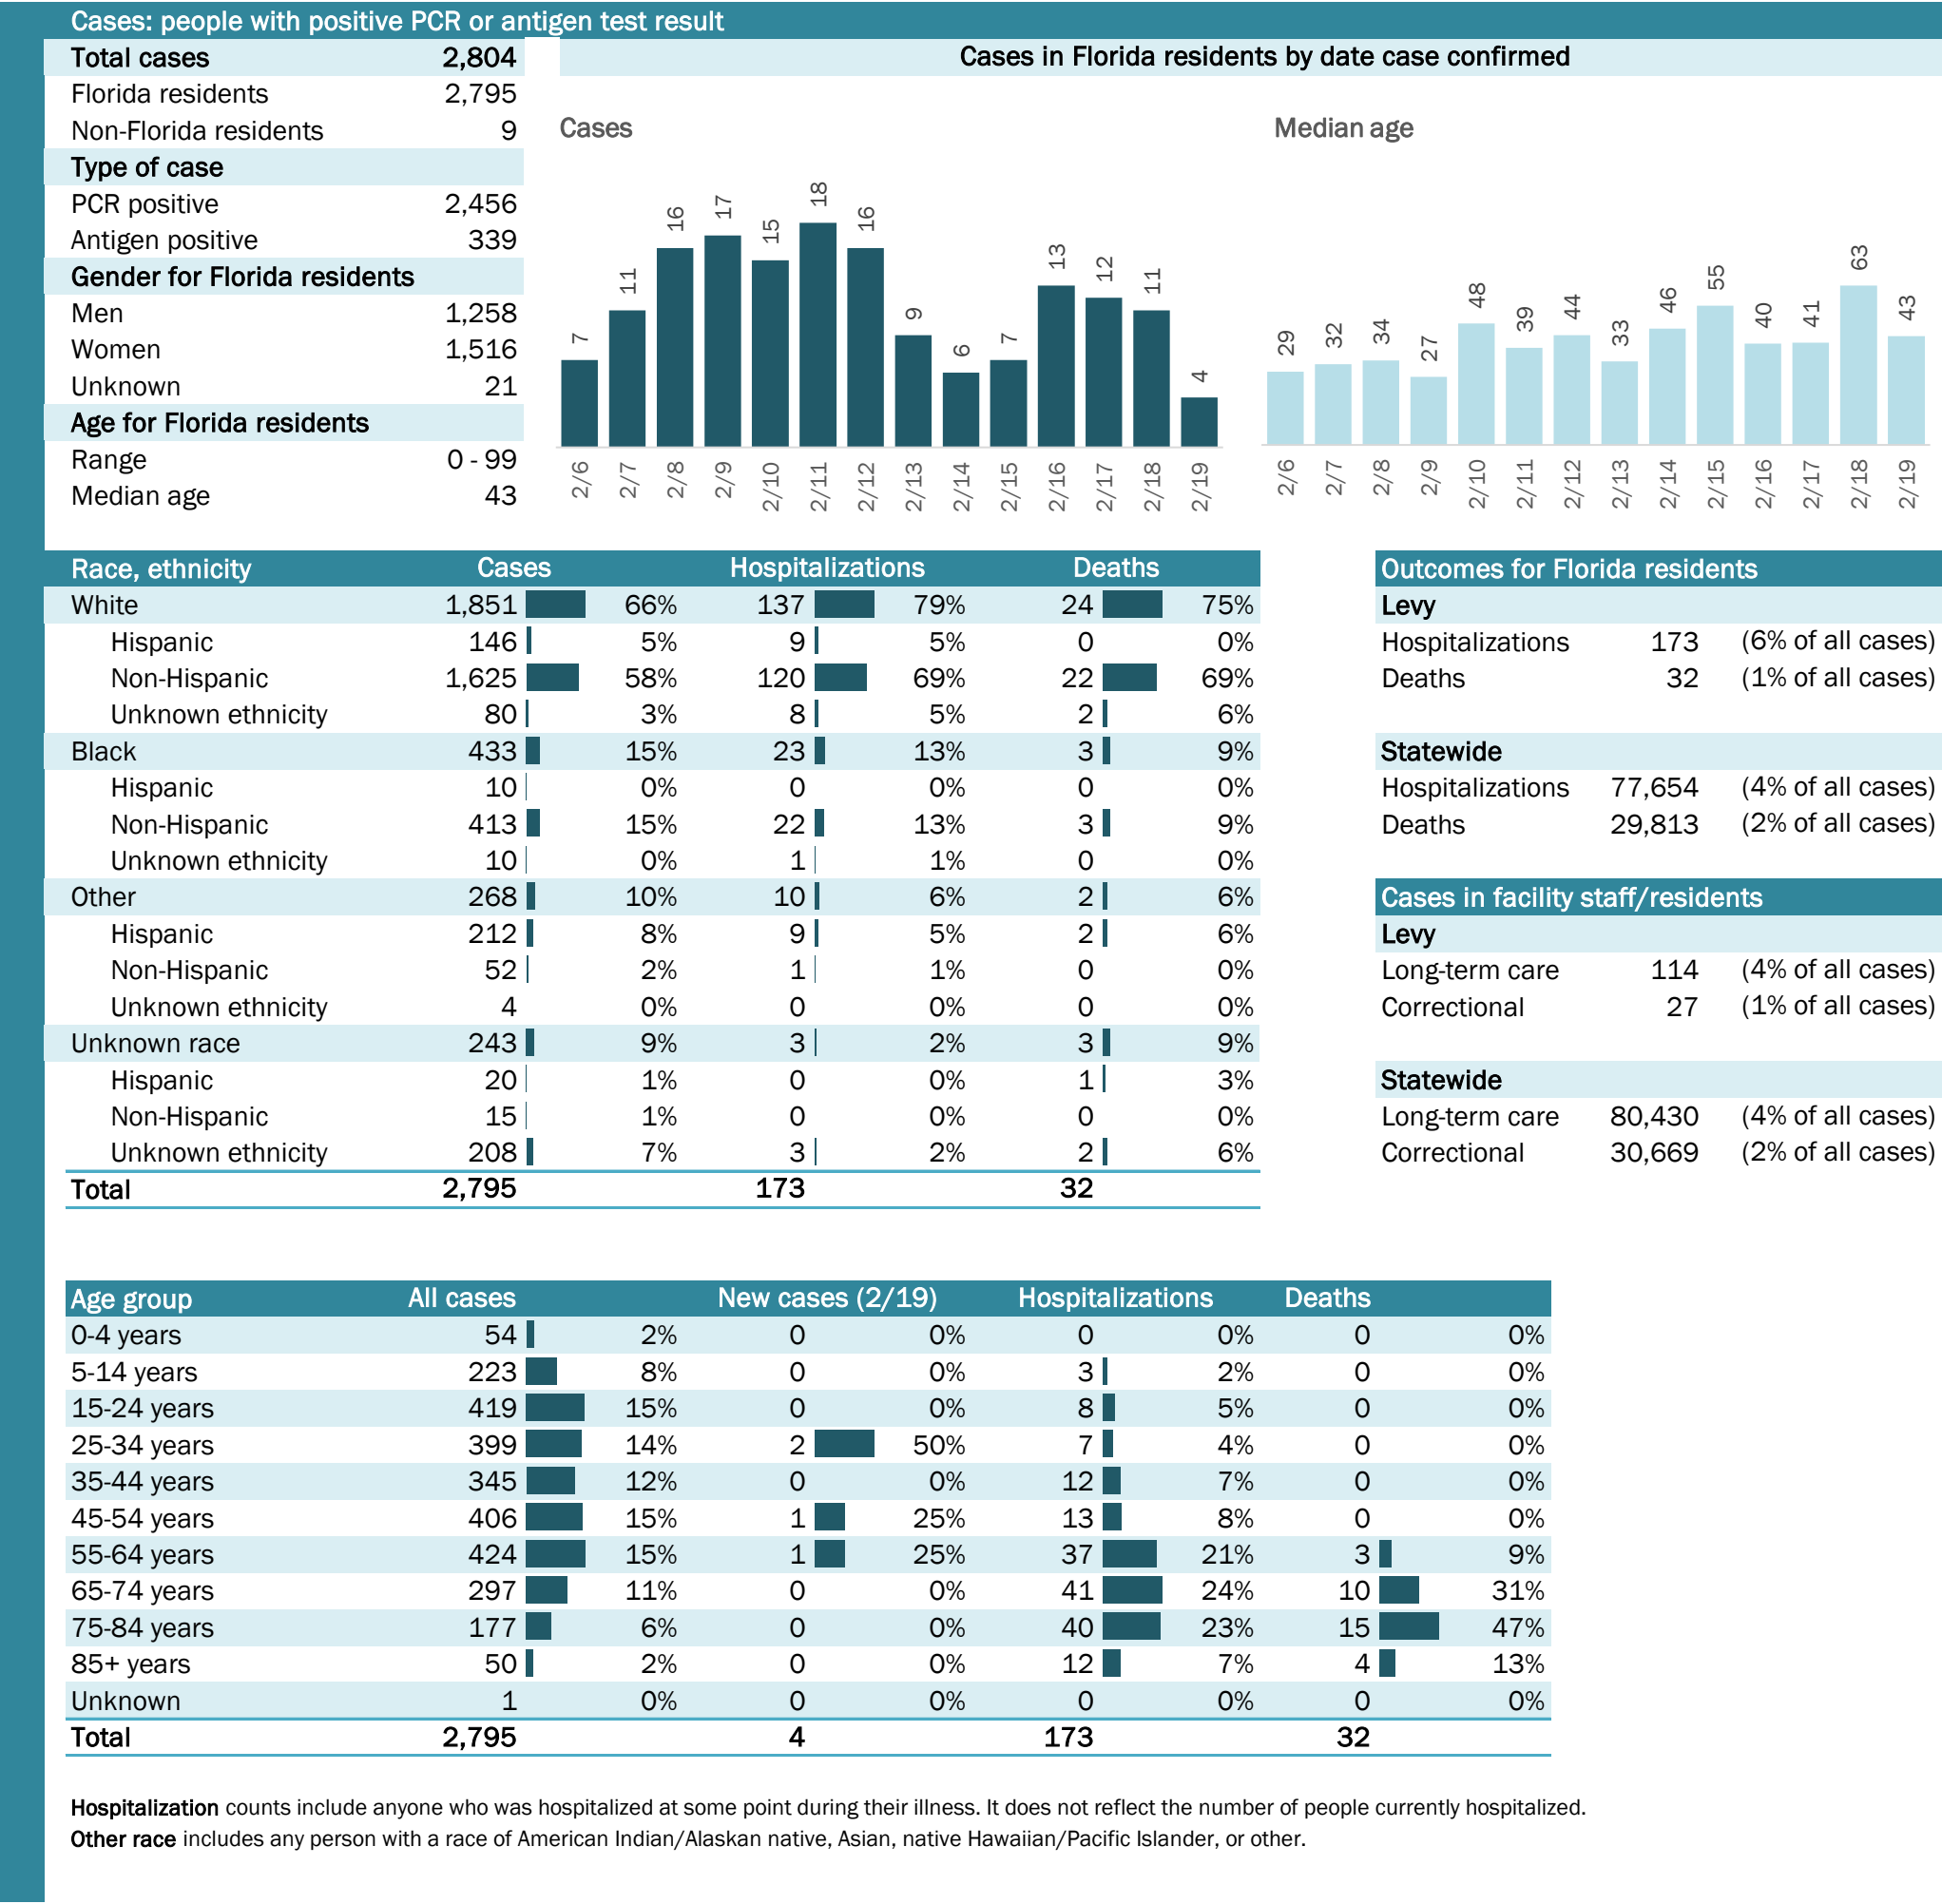 Cases: people with positive PCR or antigen test result
Total cases 2,804
Florida residents 2,795
Non-Florida residents 9
Type of case
PCR positive 2,456
Antigen positive 339
Gender for Florida residents
Men 1,258
Women 1,516
Unknown 21
Age for Florida residents
Range 0 - 99
Median age 43
Cases in Florida residents by date case confirmed
Cases
7 11 16 17 15 18 16 9 6 7 13 12 11 4
2/6 2/7 2/8 2/9 2/10 2/11 2/12 2/13 2/14 2/15 2/16 2/17 2/18 2/19
Median age
29 32 34 27 48 39 44 33 46 55 40 41 63 43
2/6 2/7 2/8 2/9 2/10 2/11 2/12 2/13 2/14 2/15 2/16 2/17 2/18 2/19
Race, ethnicity Cases Hospitalizations Deaths
White 1,851 66% 137 79% 24 75%
Hispanic 146 5% 9 5% 0 0%
Non-Hispanic 1,625 58% 120 69% 22 69%
Unknown ethnicity 80 3% 8 5% 2 6%
Black 433 15% 23 13% 3 9%
Hispanic 10 0% 0 0% 0 0%
Non-Hispanic 413 15% 22 13% 3 9%
Unknown ethnicity 10 0% 1 1% 0 0%
Other 268 10% 10 6% 2 6%
Hispanic 212 8% 9 5% 2 6%
Non-Hispanic 52 2% 1 1% 0 0%
Unknown ethnicity 4 0% 0 0% 0 0%
Unknown race 243 9% 3 2% 3 9%
Hispanic 20 1% 0 0% 1 3%
Non-Hispanic 15 1% 0 0% 0 0%
Unknown ethnicity 208 7% 3 2% 2 6%
Total 2,795 173 32
Outcomes for Florida residents
Levy
Hospitalizations 173 (6% of all cases)
Deaths 32 (1% of all cases)
Statewide
Hospitalizations 77,654 (4% of all cases)
Deaths 29,813 (2% of all cases)
Cases in facility staff/residents
Levy
Long-term care 114 (4% of all cases)
Correctional 27 (1% of all cases)
Statewide
Long-term care 80,430 (4% of all cases)
Correctional 30,669 (2% of all cases)
Age group All cases New cases (2/19) Hospitalizations Deaths
0-4 years 54 2% 0 0% 0 0% 0 0%
5-14 years 223 8% 0 0% 3 2% 0 0%
15-24 years 419 15% 0 0% 8 5% 0 0%
25-34 years 399 14% 2 50% 7 4% 0 0%
35-44 years 345 12% 0 0% 12 7% 0 0%
45-54 years 406 15% 1 25% 13 8% 0 0%
55-64 years 424 15% 1 25% 37 21% 3 9%
65-74 years 297 11% 0 0% 41 24% 10 31%
75-84 years 177 6% 0 0% 40 23% 15 47%
85+ years 50 2% 0 0% 12 7% 4 13%
Unknown 1 0% 0 0% 0 0% 0 0%
Total 2,795 4 173 32
Hospitalization counts include anyone who was hospitalized at some point during their illness. It does not reflect the number of people currently hospitalized.
Other race includes any person with a race of American Indian/Alaskan native, Asian, native Hawaiian/Pacific Islander, or other.